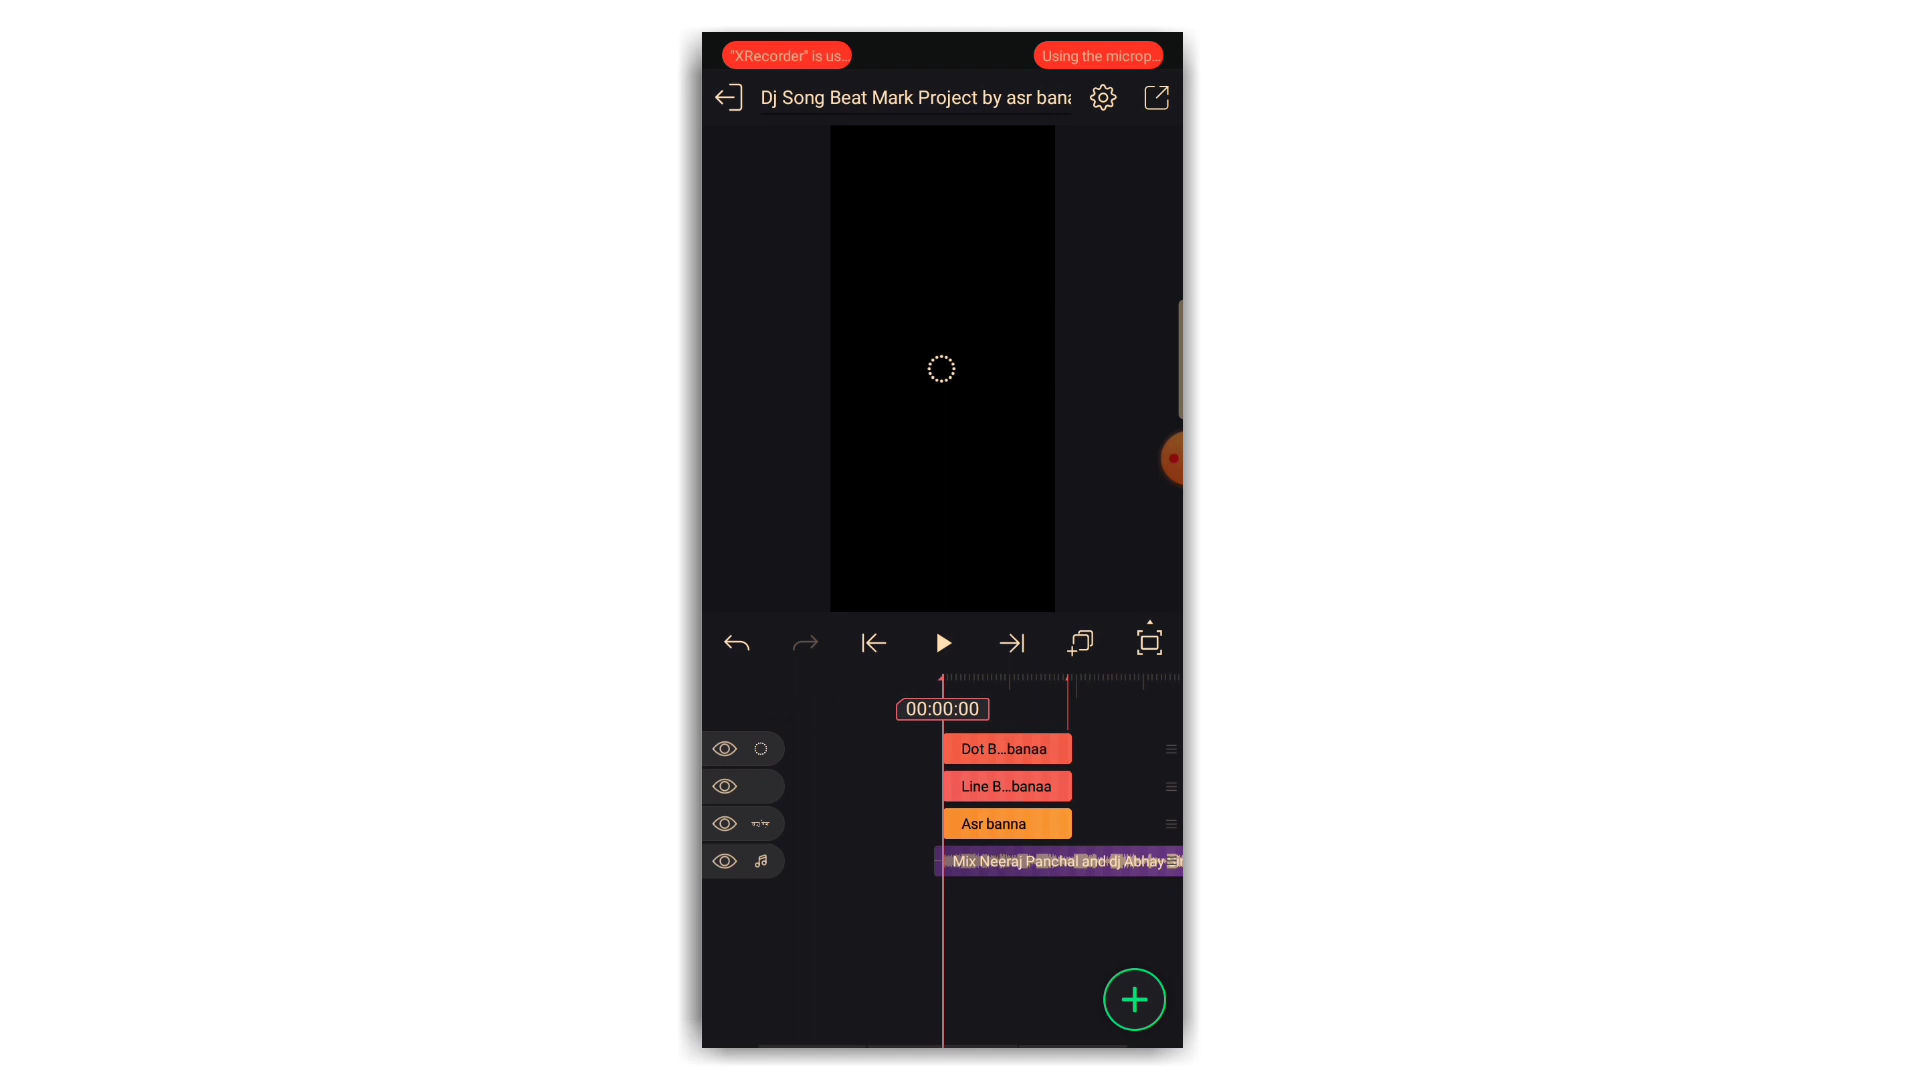 "XRecorder" is us...
Using the microp...
Dj Song Beat Mark Project by asr bana
00:00:00
Dot B...banaa
Line B...banaa
Asr banna
Mix Neeraj Panchal and dj Abhay